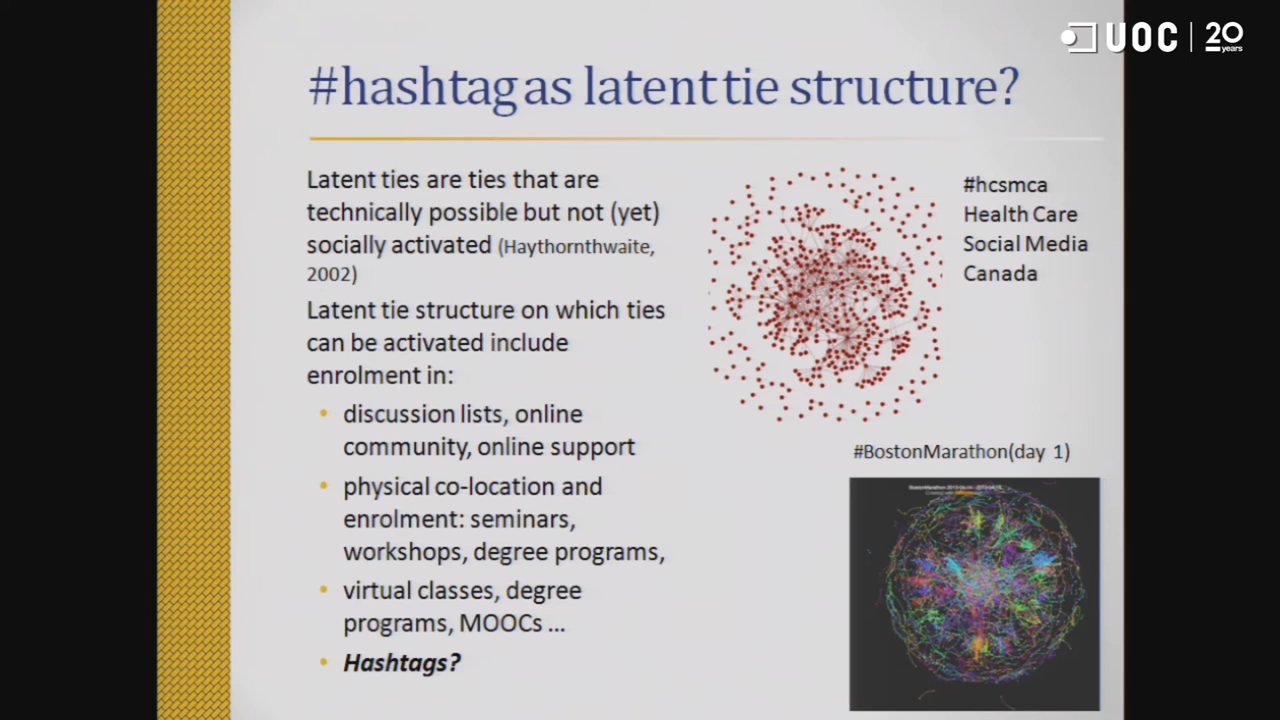 UOC | 20 years
#hashtag as latent tie structure?
Latent ties are ties that are
technically possible but not (yet)
socially activated (Haythornthwaite,
2002)
Latent tie structure on which ties
can be activated include
enrolment in:
• discussion lists, online
community, online support
• physical co-location and
enrolment: seminars,
workshops, degree programs,
• virtual classes, degree
programs, MOOCs ...
• Hashtags?
#hcsmca
Health Care
Social Media
Canada
#BostonMarathon(day 1)